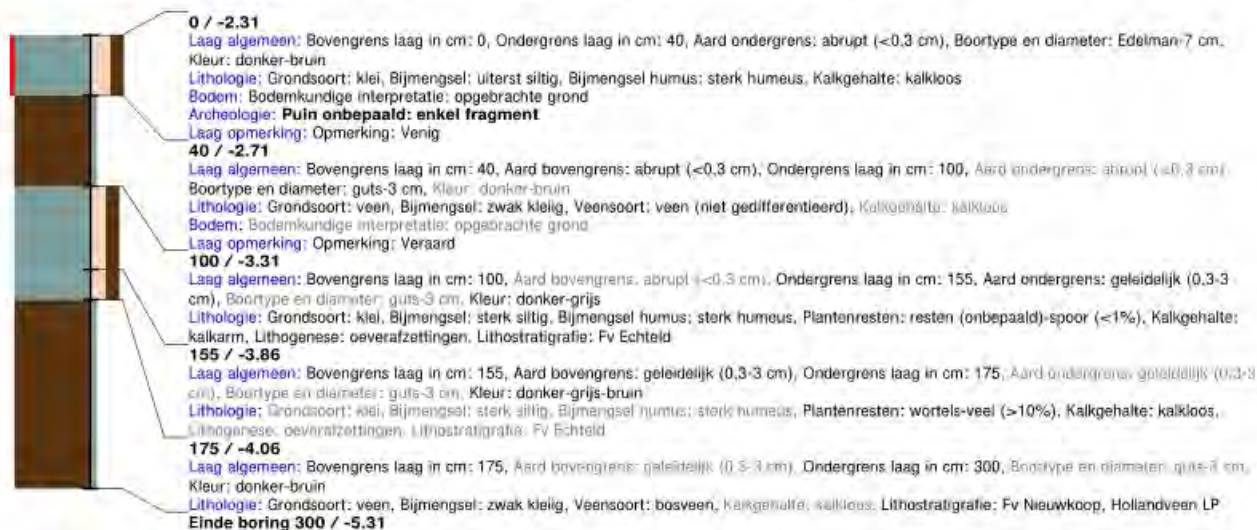 0 / -2.31
Laag algemeen: Bovengrens laag in cm: 0, Ondergrens laag in cm: 40, Aard ondergrens: abrupt (<0,3 cm), Boortype en diameter: Edelman-7 cm,
Kleur: donker-bruin
Lithologie: Grondsoort: klei, Bijmengsel: uiterst siltig, Bijmengsel humus: sterk humeus, Kalkgehalte: kalkloos
Bodem: Bodemkundige interpretatie: opgebrachte grond
Archeologie: Puin onbepaald: enkel fragment
Laag opmerking: Opmerking: Venig
40 / -2.71
Laag algemeen: Bovengrens laag in cm: 40, Aard bovengrens: abrupt (<0,3 cm), Ondergrens laag in cm: 100, Aard ondergrens: abrupt (<0,3 cm),
Boortype en diameter: guts-3 cm, Kleur: donker-bruin
Lithologie: Grondsoort: veen, Bijmengsel: zwak kleiïg, Veensoort: veen (niet gedifferentieerd), Kalkgehalte: kalkloos
Bodem: Bodemkundige interpretatie: opgebrachte grond
Laag opmerking: Opmerking: Veraard
100 / -3.31
Laag algemeen: Bovengrens laag in cm: 100, Aard bovengrens: abrupt (<0,3 cm), Ondergrens laag in cm: 155, Aard ondergrens: geleidelijk (0,3-3
cm), Boortype en diameter: guts-3 cm, Kleur: donker-grijs
Lithologie: Grondsoort: klei, Bijmengsel: sterk siltig, Bijmengsel humus: sterk humeus, Plantenresten: resten (onbepaald)-spoor (<1%), Kalkgehalte:
kalkarm, Lithogenese: oeverafzettingen, Lithostratigrafie: Fv Echteld
155 / -3.86
Laag algemeen: Bovengrens laag in cm: 155, Aard bovengrens: geleidelijk (0,3-3 cm), Ondergrens laag in cm: 175, Aard ondergrens: geleidelijk (0,3-3
cm), Boortype en diameter: guts-3 cm, Kleur: donker-grijs-bruin
Lithologie: Grondsoort: klei, Bijmengsel: sterk siltig, Bijmengsel humus: sterk humeus, Plantenresten: wortels-veel (>10%), Kalkgehalte: kalkloos,
Lithogenese: oeverafzettingen, Lithostratigrafie: Fv Echteld
175 / -4.06
Laag algemeen: Bovengrens laag in cm: 175, Aard bovengrens: geleidelijk (0,3-3 cm), Ondergrens laag in cm: 300, Boortype en diameter: guts-3 cm,
Kleur: donker-bruin
Lithologie: Grondsoort: veen, Bijmengsel: zwak kleiïg, Veensoort: bosveen, Kalkgehalte: kalkloos, Lithostratigrafie: Fv Nieuwkoop, Hollandveen LP
Einde boring 300 / -5.31